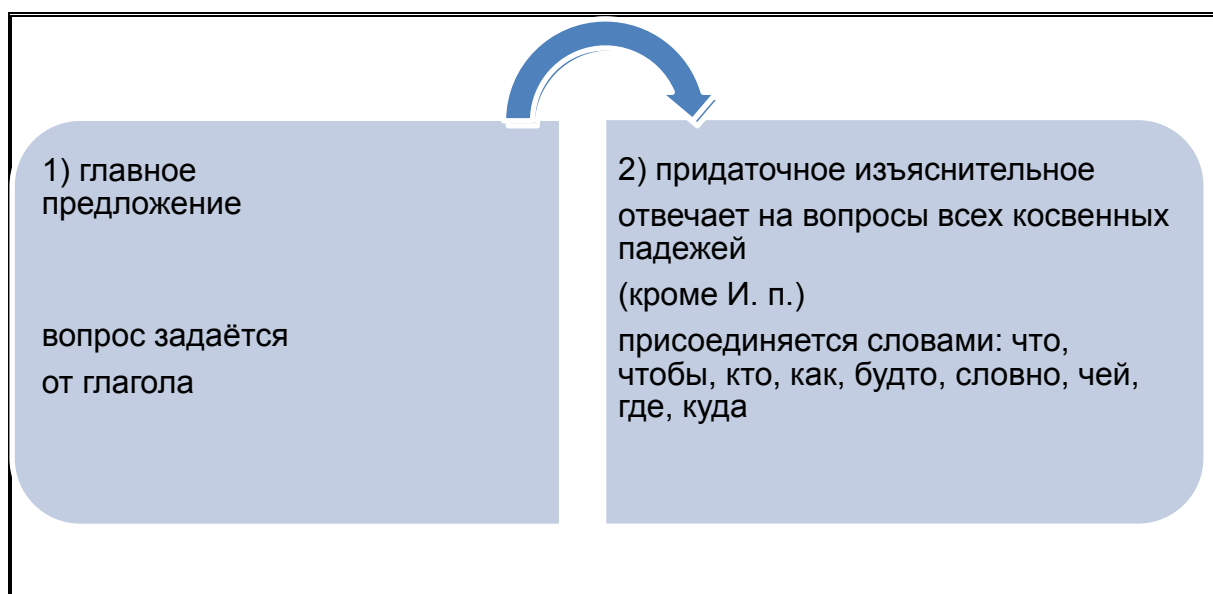 1) главное
предложение
вопрос задаётся
от глагола
2) придаточное изъяснительное
отвечает на вопросы всех косвенных
падежей
(кроме И. п.)
присоединяется словами: что,
чтобы, кто, как, будто, словно, чей,
где, куда